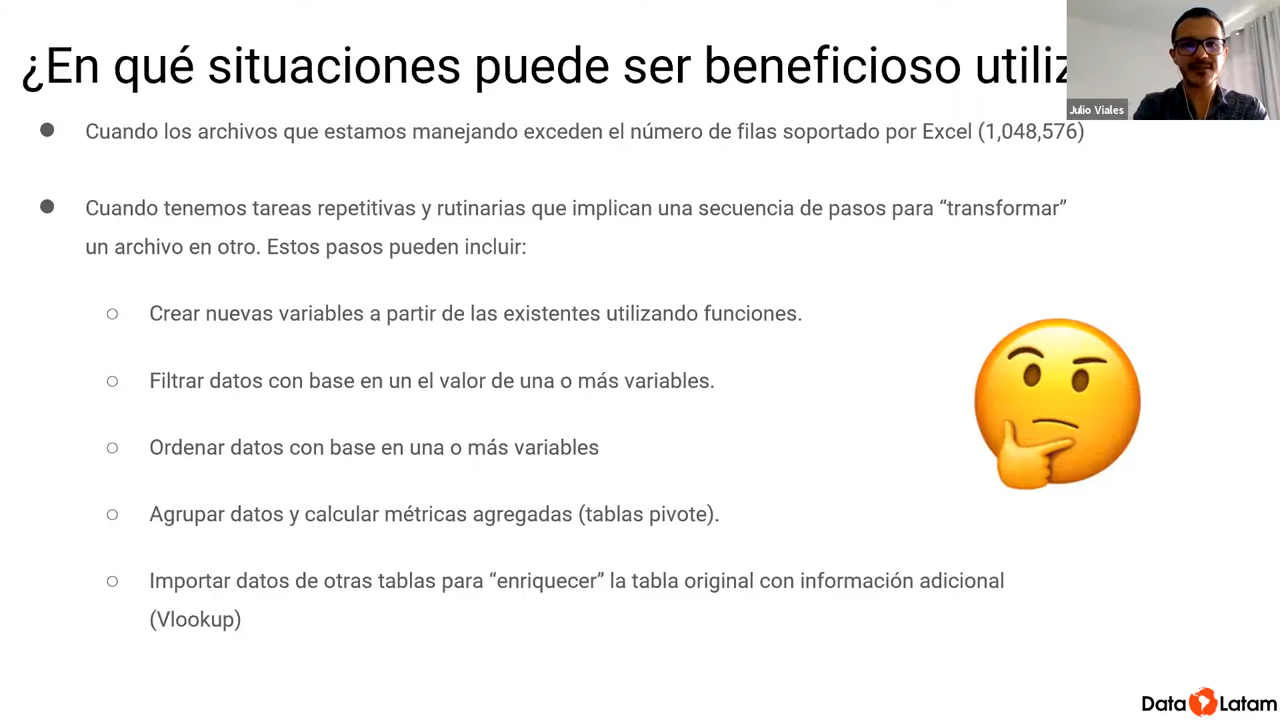 ¿En qué situaciones puede ser beneficioso utiliz
Julio Viales
● Cuando los archivos que estamos manejando exceden el número de filas soportado por Excel (1,048,576)
● Cuando tenemos tareas repetitivas y rutinarias que implican una secuencia de pasos para “transformar”
un archivo en otro. Estos pasos pueden incluir:
○ Crear nuevas variables a partir de las existentes utilizando funciones.
○ Filtrar datos con base en un el valor de una o más variables.
○ Ordenar datos con base en una o más variables
○ Agrupar datos y calcular métricas agregadas (tablas pivote).
○ Importar datos de otras tablas para “enriquecer” la tabla original con información adicional
(Vlookup)
Data Latam